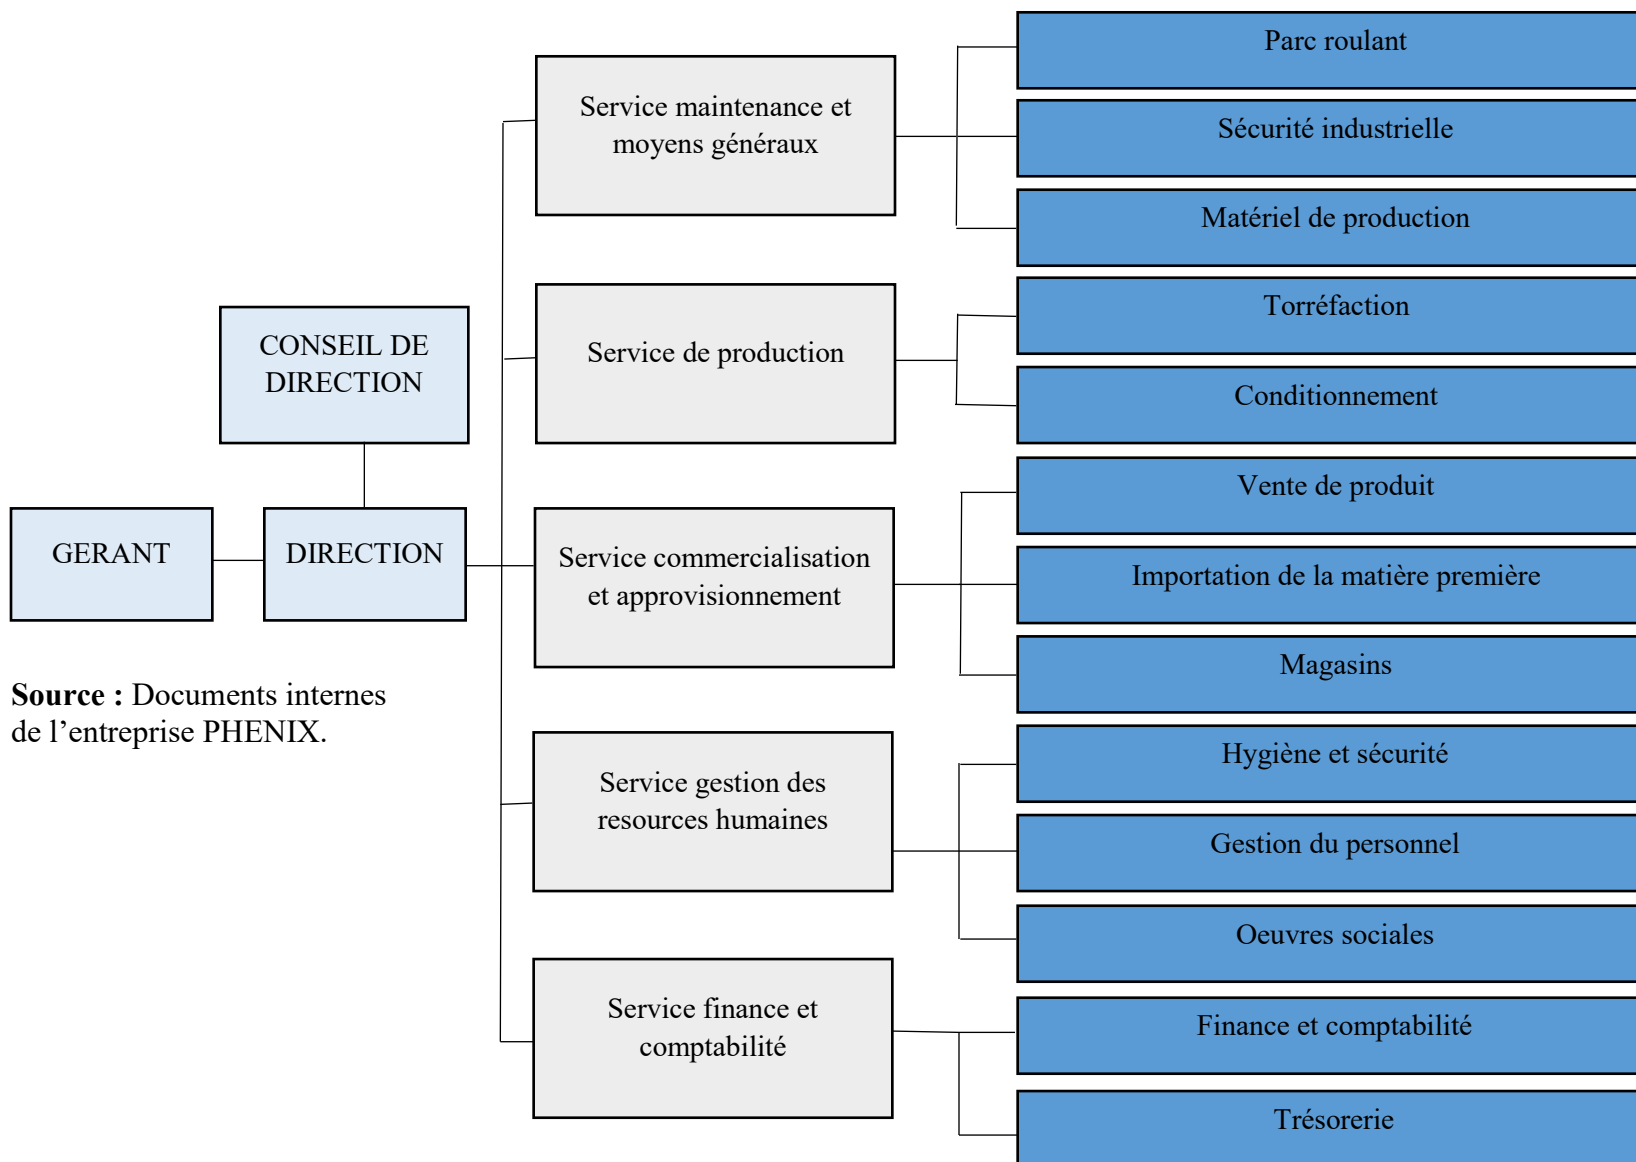 Parc roulant
Service maintenance et
moyens généraux
Sécurité industrielle
Matériel de production
Torréfaction
CONSEIL DE
DIRECTION
Service de production
Conditionnement
Vente de produit
GERANT
DIRECTION
Service commercialisation
et approvisionnement
Importation de la matière première
Magasins
Source : Documents internes
de l’entreprise PHENIX.
Hygiène et sécurité
Service gestion des
resources humaines
Gestion du personnel
Oeuvres sociales
Service finance et
comptabilité
Finance et comptabilité
Trésorerie